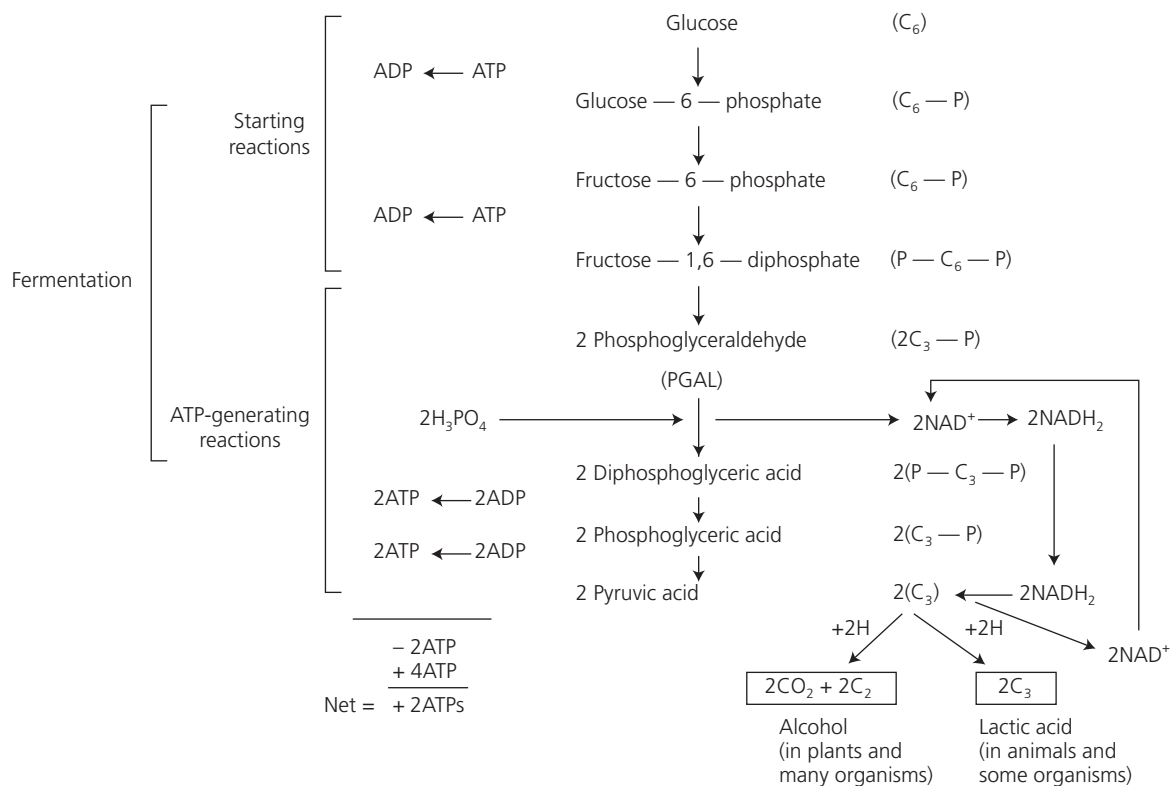 Glucose (C₆)
ADP ATP
Glucose — 6 — phosphate (C₆ — P)
Starting
reactions
Fructose — 6 — phosphate (C₆ — P)
ADP ATP
Fructose — 1,6 — diphosphate (P — C₆ — P)
Fermentation
2 Phosphoglyceraldehyde (2C₃ — P)
(PGAL)
ATP-generating
reactions
2H₃PO₄ 2NAD⁺ 2NADH₂
2 Diphosphoglyceric acid 2(P — C₃ — P)
2ATP 2ADP
2 Phosphoglyceric acid 2(C₃ — P)
2ATP 2ADP
2 Pyruvic acid 2(C₃) 2NADH₂
+2H +2H
2NAD⁺
– 2ATP
+ 4ATP
Net = + 2ATPs
2CO₂ + 2C₂ 2C₃
Alcohol
(in plants and
many organisms)
Lactic acid
(in animals and
some organisms)